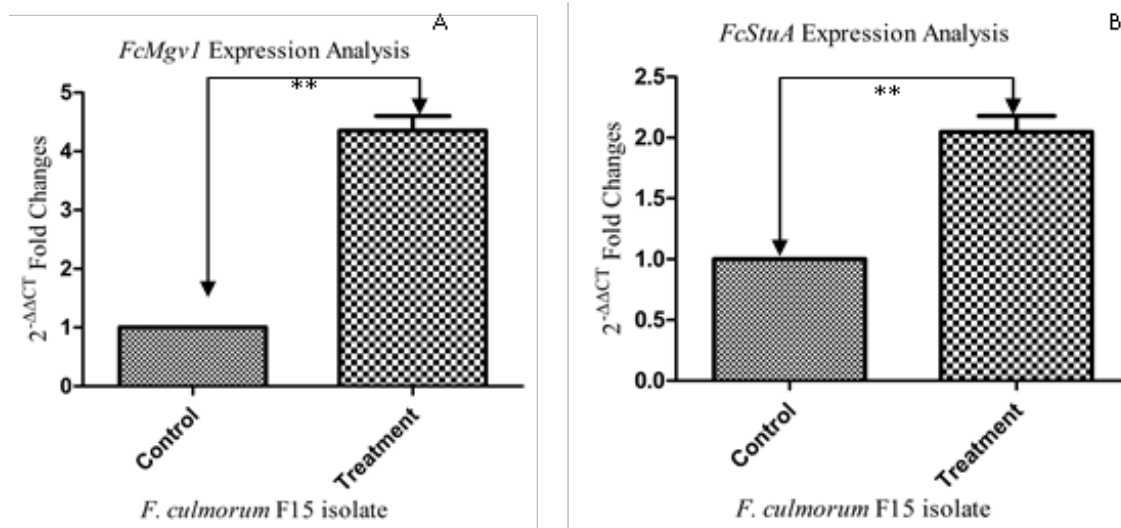 A
FcMgv1 Expression Analysis
**
2^-ΔΔCT Fold Changes
5
4
3
2
1
0
Control
Treatment
F. culmorum F15 isolate
B
FcStuA Expression Analysis
**
2^-ΔΔCT Fold Changes
2.5
2.0
1.5
1.0
0.5
0.0
Control
Treatment
F. culmorum F15 isolate